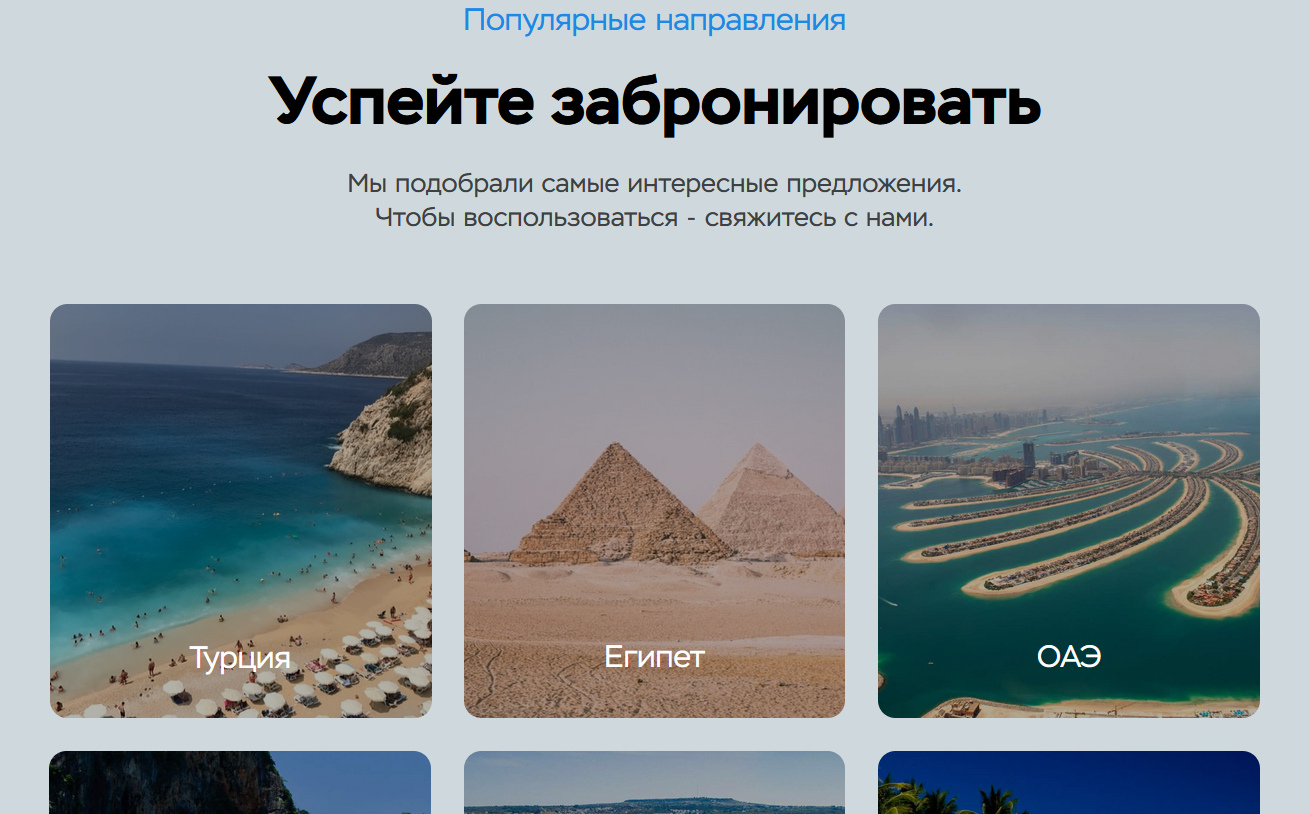 Популярные направления
Успейте забронировать
Мы подобрали самые интересные предложения.
Чтобы воспользоваться - свяжитесь с нами.
Турция
Египет
ОАЭ